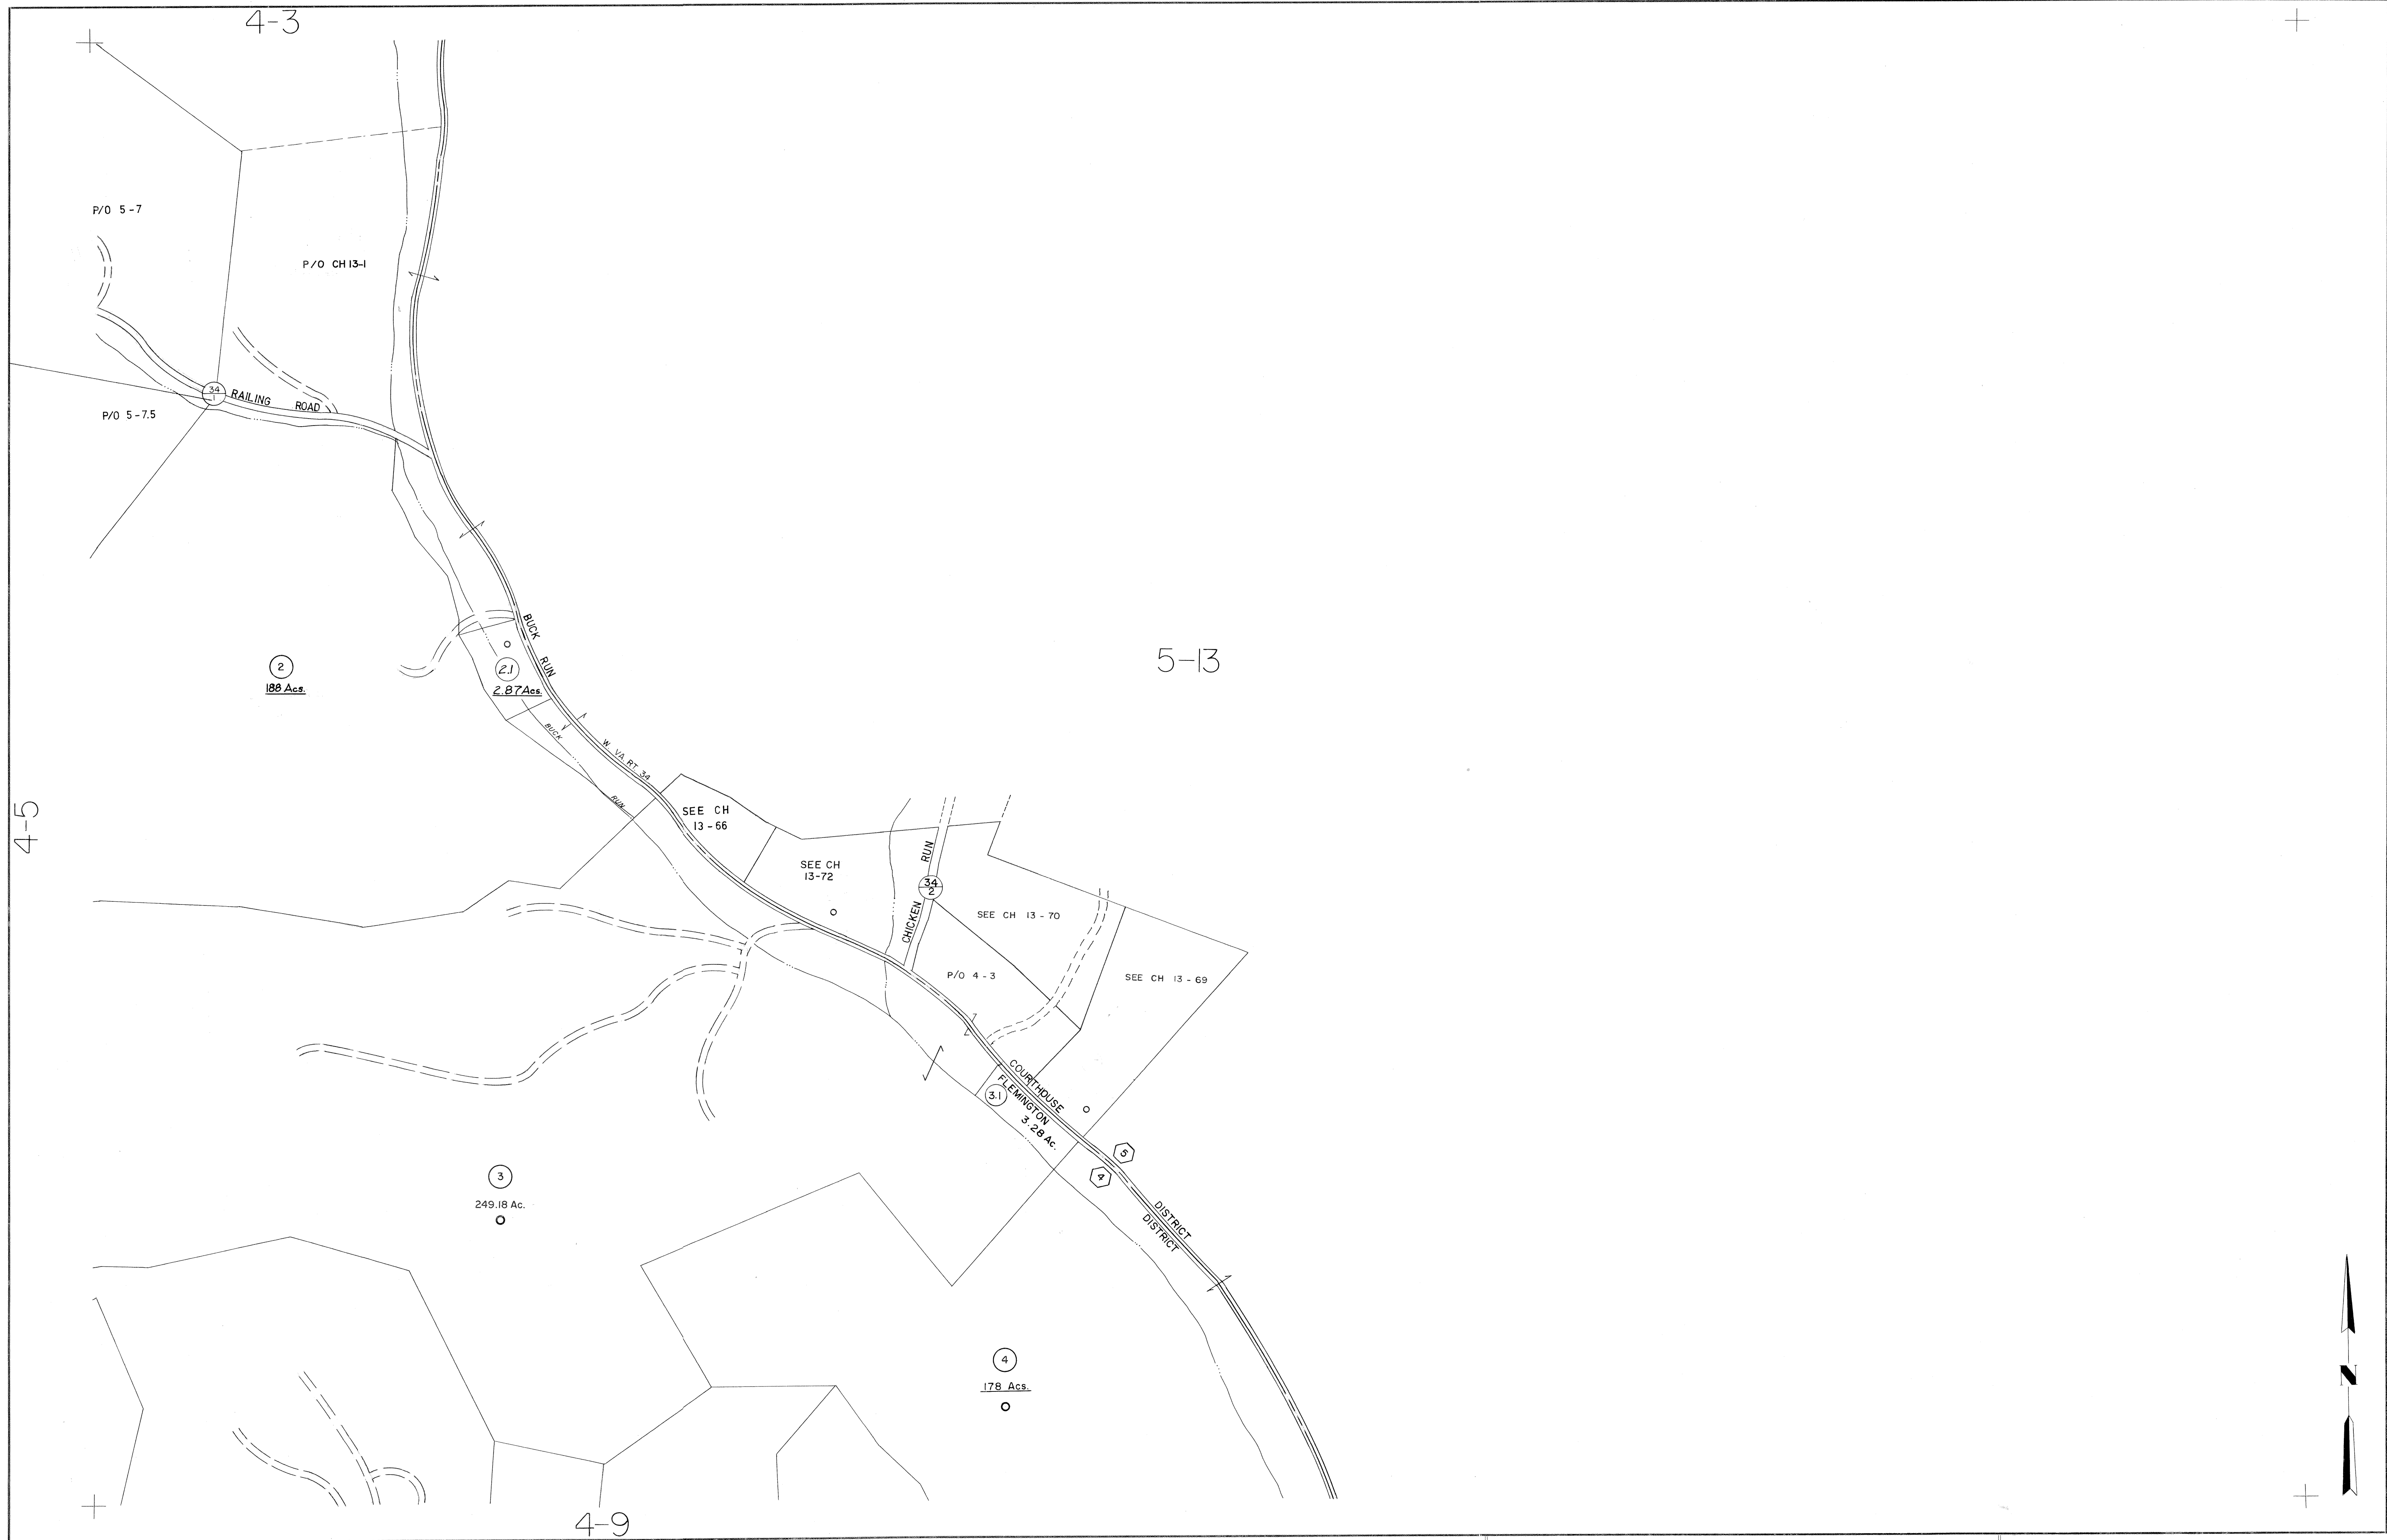 4-3
P/O 5-7
P/O CH 13-1
34
1
RAILING ROAD
P/O 5-7.5
BUCK RUN
2
188 Acs.
2.1
2.87 Acs.
5-13
BUCK RUN
W VA. RT. 34
4-5
SEE CH
13-66
SEE CH
13-72
CHICKEN RUN
34
2
SEE CH 13-70
P/O 4-3
SEE CH 13-69
COURTHOUSE
FLEMINGTON
3.1
3.28 Ac.
5
4
3
249.18 Ac.
DISTRICT
DISTRICT
4
178 Acs.
N
4-9